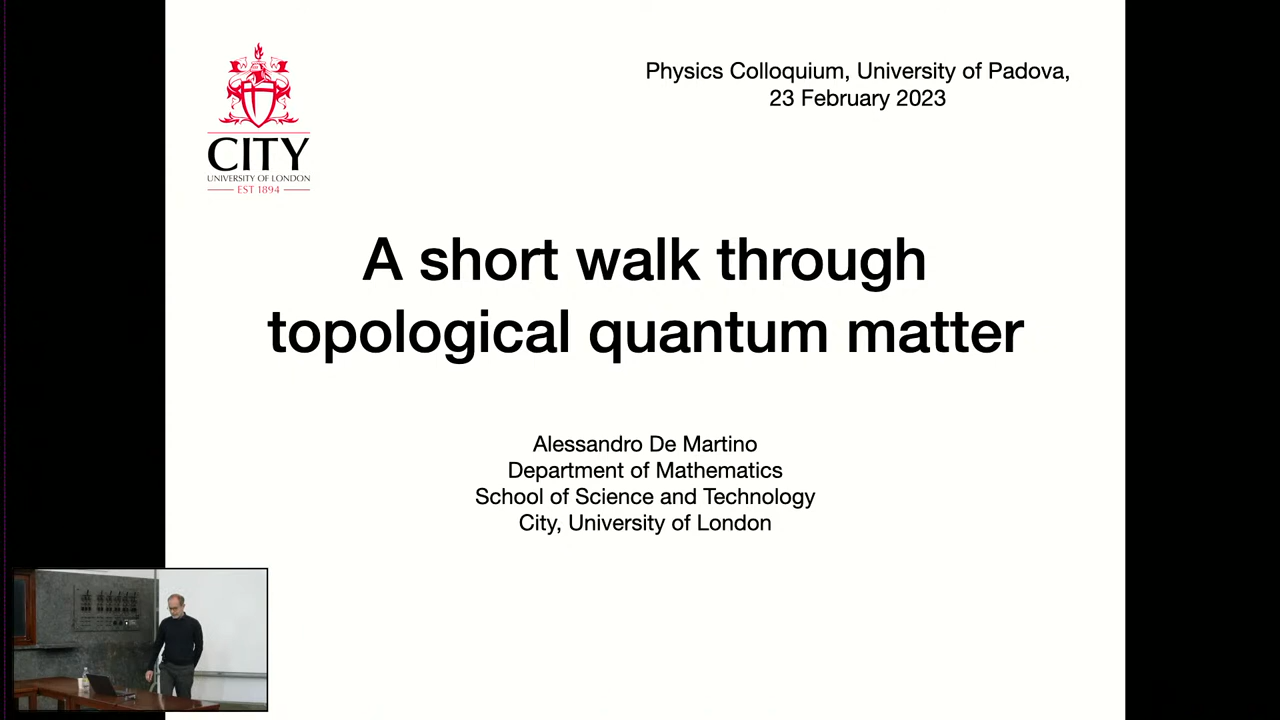 CITY
UNIVERSITY OF LONDON
EST 1894
Physics Colloquium, University of Padova,
23 February 2023
A short walk through
topological quantum matter
Alessandro De Martino
Department of Mathematics
School of Science and Technology
City, University of London